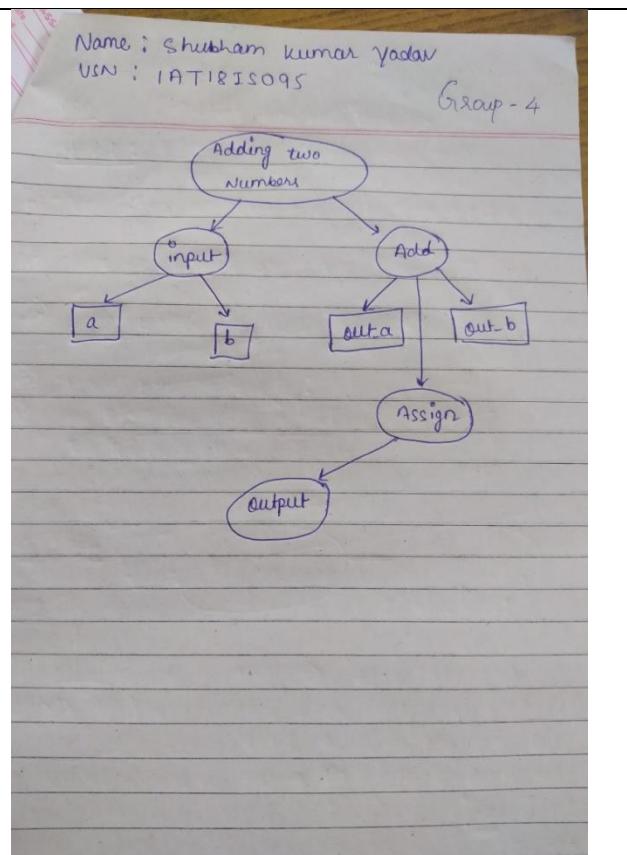 Name : Shubham Kumar Yadav
USN : 1AT18IS095
Group - 4
Adding two
Numbers
input
Add
a
b
out_a
out_b
Assign
output